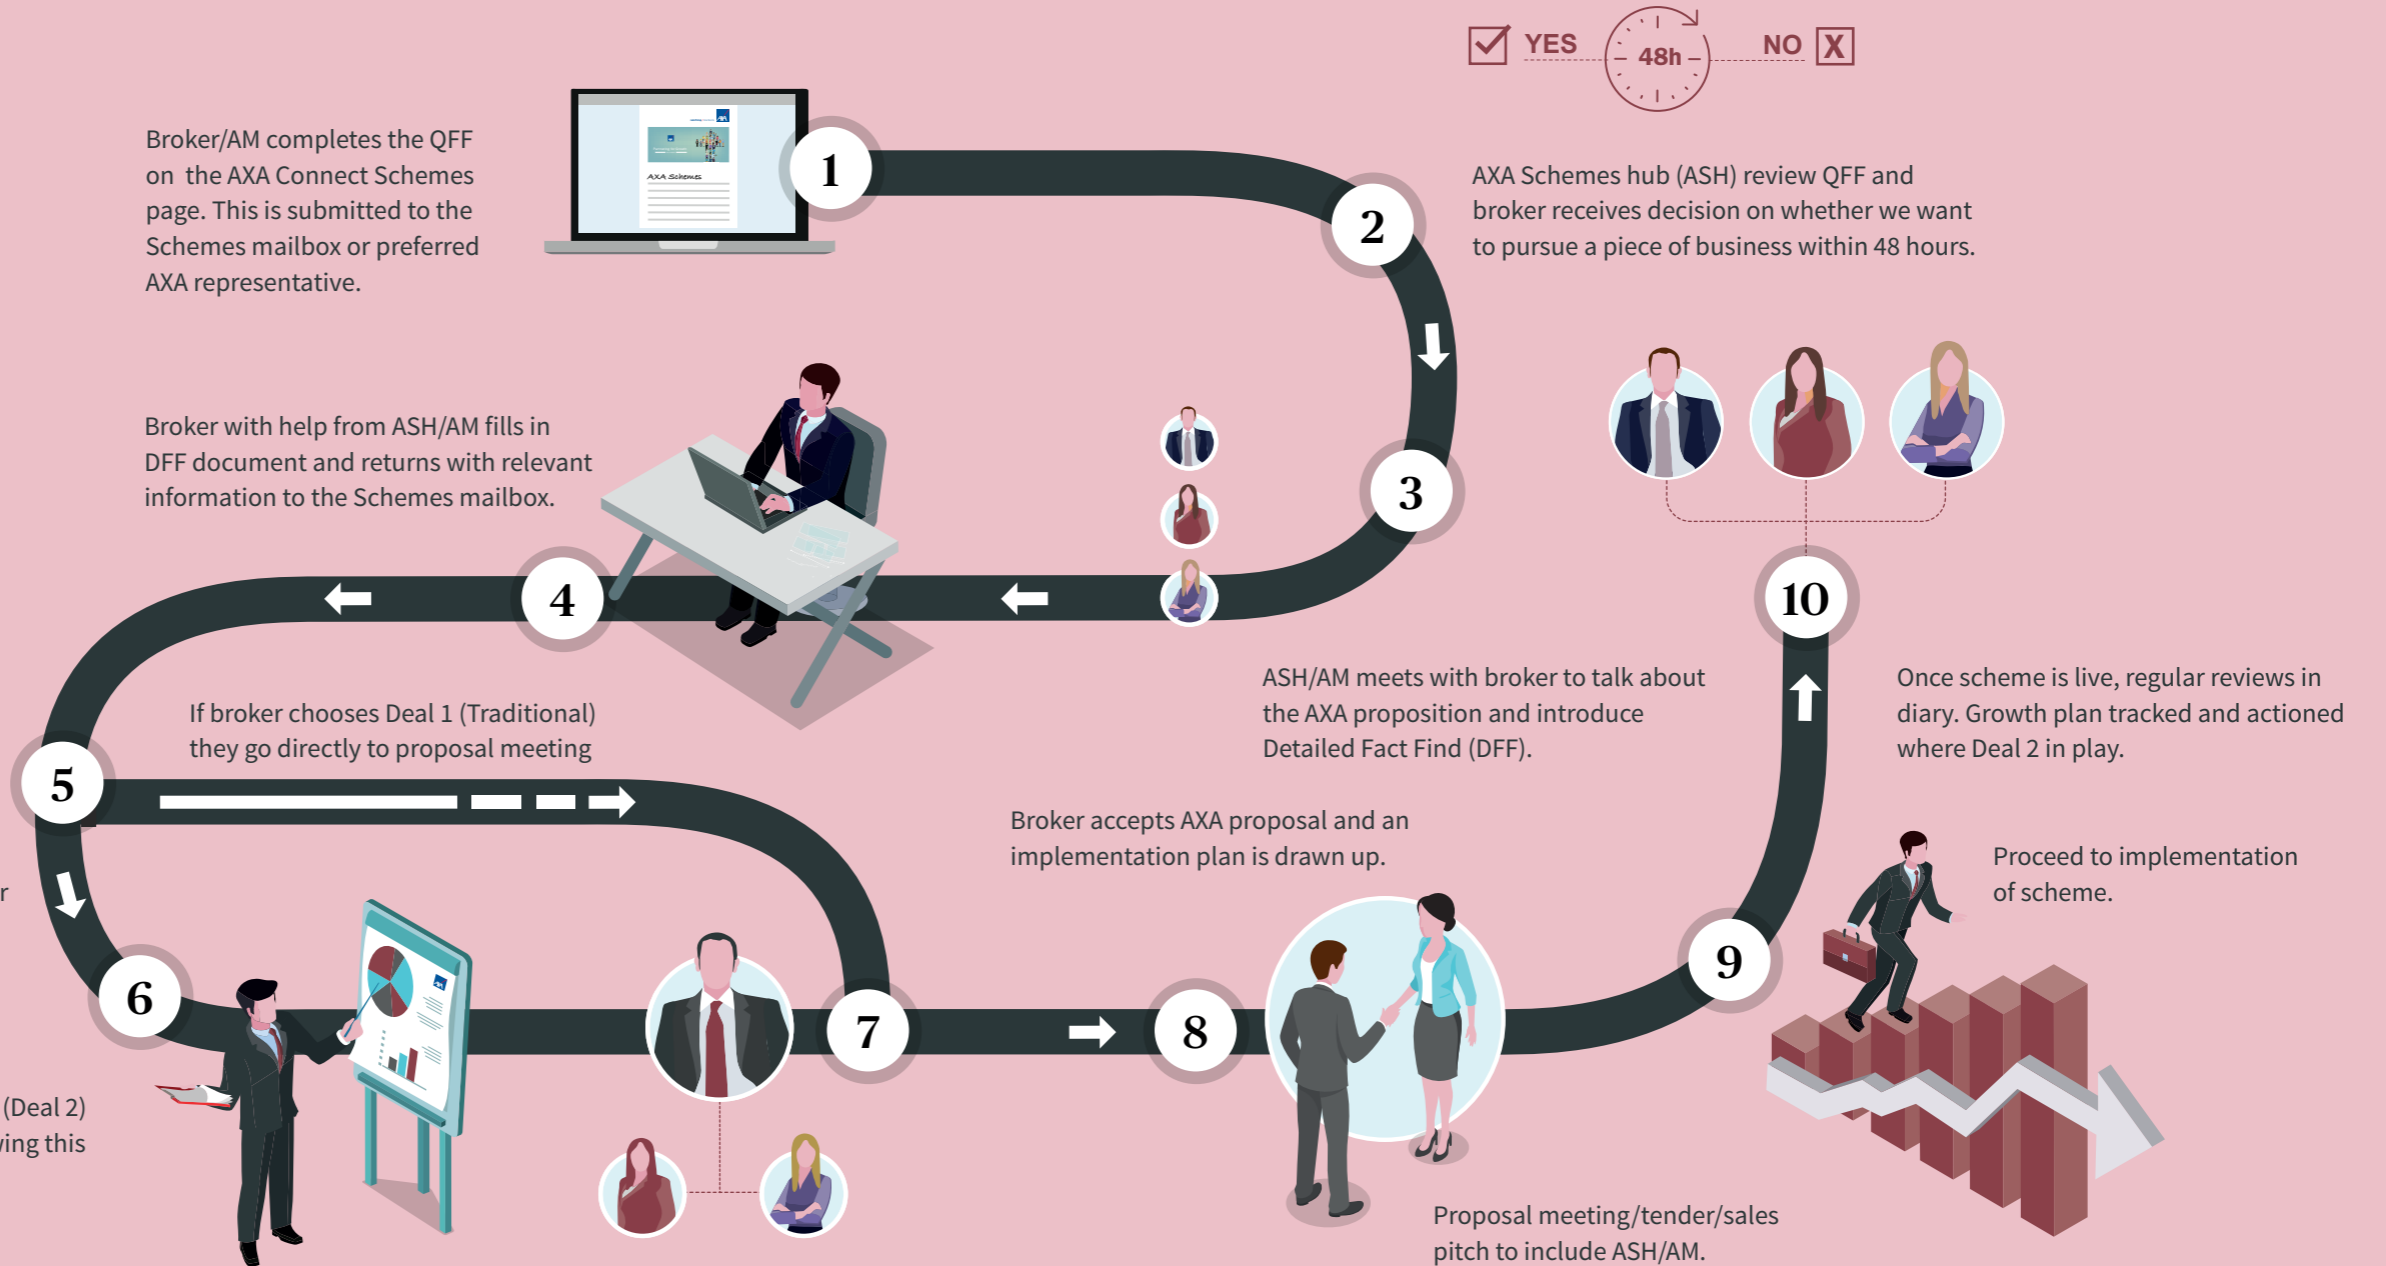 YES
48h
NO X
Broker/AM completes the QFF
on the AXA Connect Schemes
page. This is submitted to the
Schemes mailbox or preferred
AXA representative.
AXA
AXA Schemes
1
2
AXA Schemes hub (ASH) review QFF and
broker receives decision on whether we want
to pursue a piece of business within 48 hours.
3
Broker with help from ASH/AM fills in
DFF document and returns with relevant
information to the Schemes mailbox.
4
ASH/AM meets with broker to talk about
the AXA proposition and introduce
Detailed Fact Find (DFF).
10
Once scheme is live, regular reviews in
diary. Growth plan tracked and actioned
where Deal 2 in play.
If broker chooses Deal 1 (Traditional)
they go directly to proposal meeting
5
r
Broker accepts AXA proposal and an
implementation plan is drawn up.
Proceed to implementation
of scheme.
6
AXA
7
8
9
(Deal 2)
ving this
Proposal meeting/tender/sales
pitch to include ASH/AM.